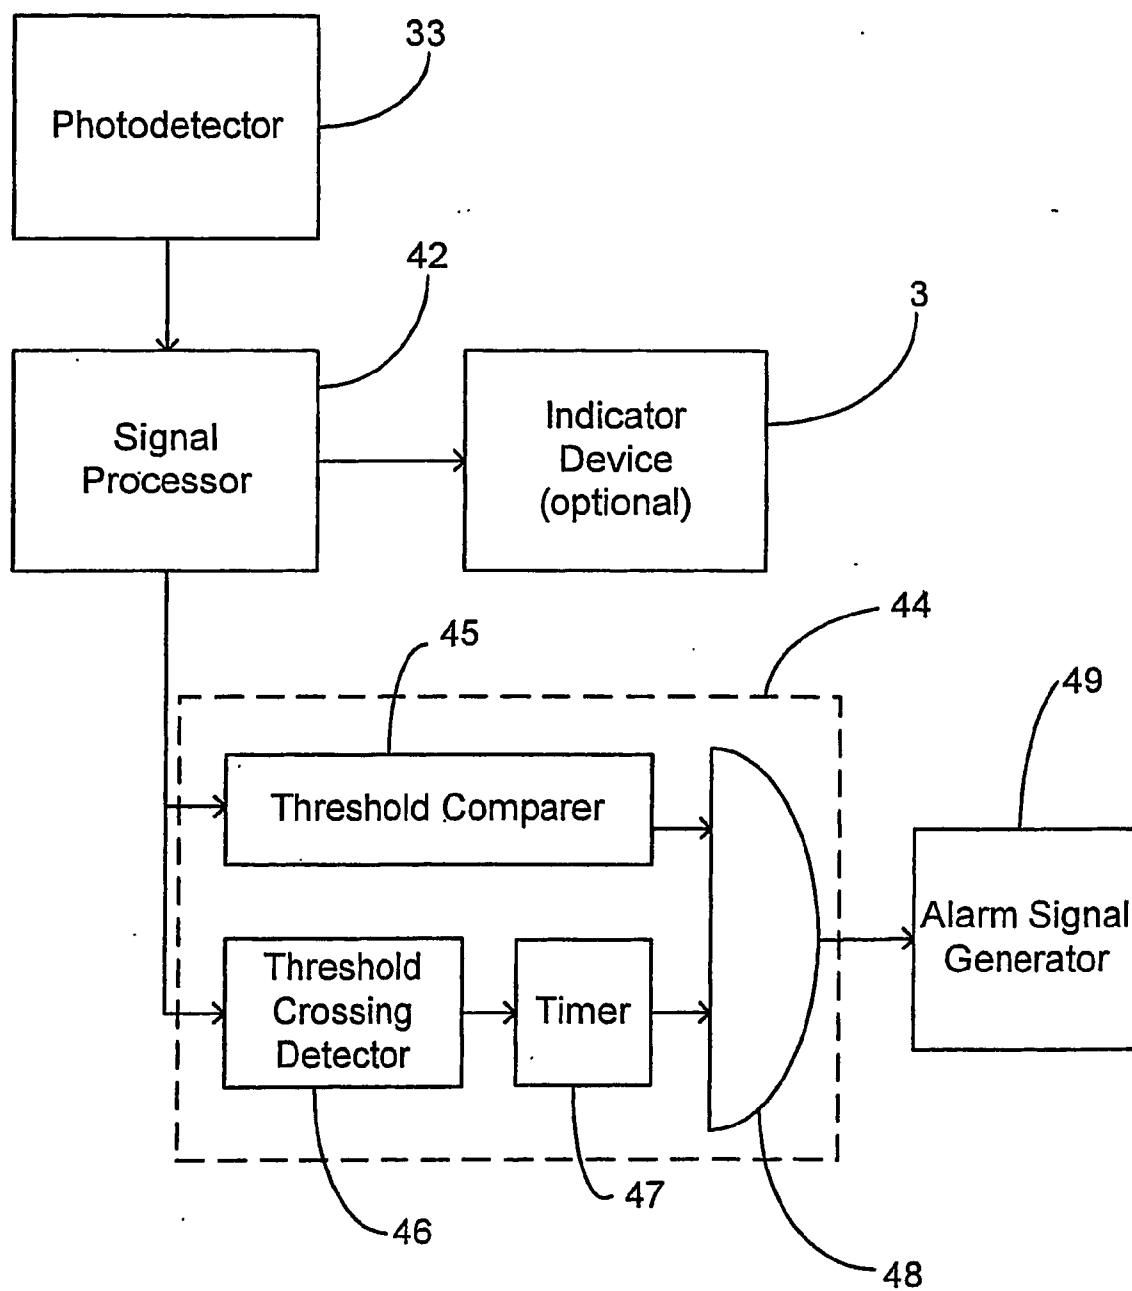 33
Photodetector
42
3
Signal
Processor
Indicator
Device
(optional)
44
45
49
Threshold Comparer
Alarm Signal
Generator
Threshold
Crossing
Detector
Timer
47
46
48